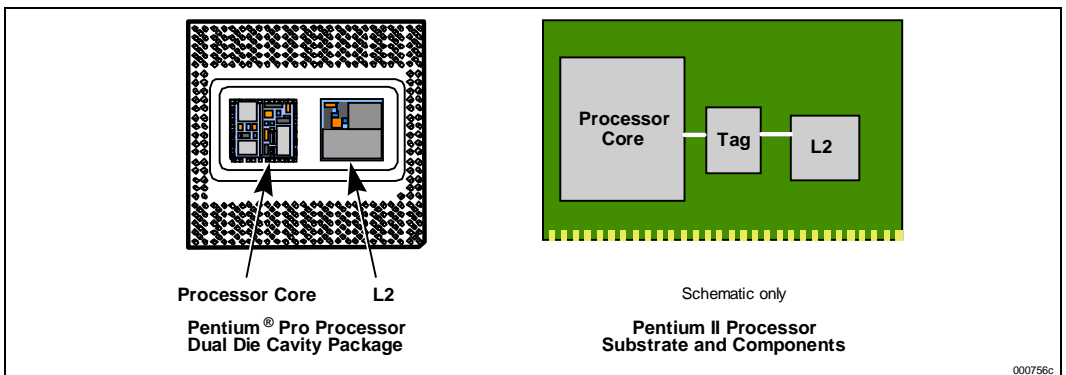 Processor Core
L2
Pentium ® Pro Processor
Dual Die Cavity Package
Processor
Core
Tag
L2
Schematic only
Pentium II Processor
Substrate and Components
000756c